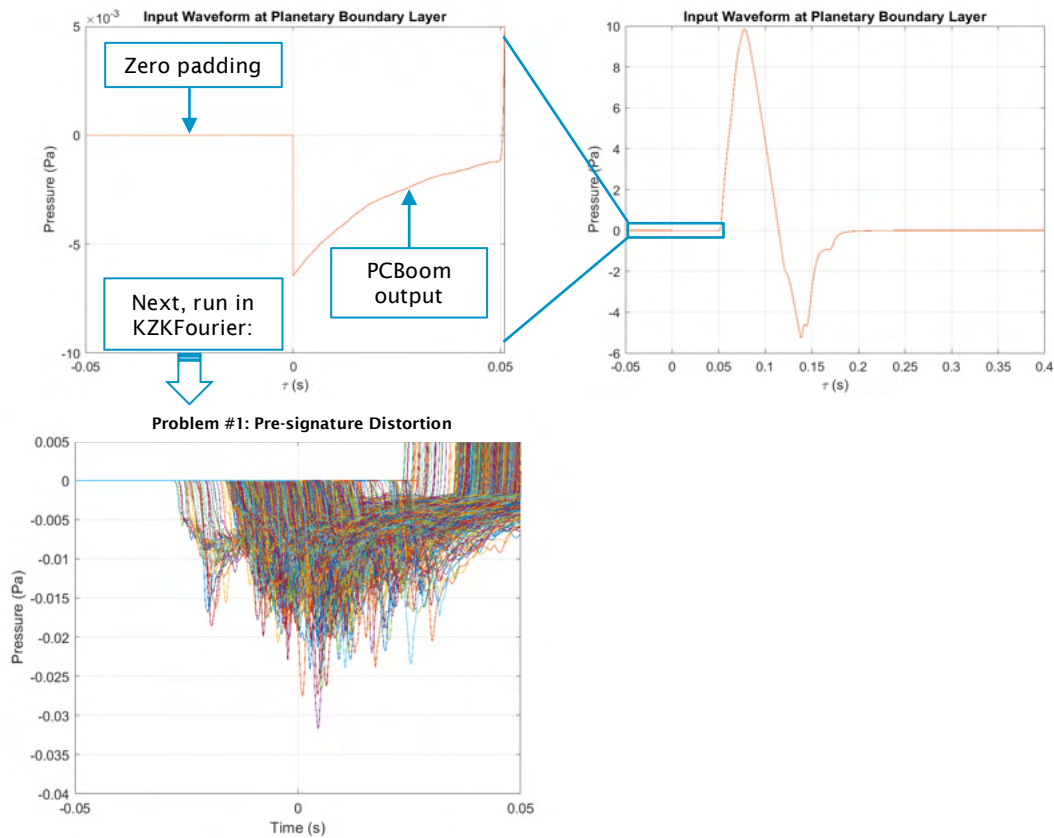 Input Waveform at Planetary Boundary Layer
5 ×10⁻³
0
-5
-10
Pressure (Pa)
Zero padding
PCBoom
output
Next, run in
KZKFourier:
-0.05
0
0.05
τ (s)
Input Waveform at Planetary Boundary Layer
10
8
6
4
2
0
-2
-4
-6
Pressure (Pa)
-0.05
0
0.05
0.1
0.15
0.2
0.25
0.3
0.35
0.4
τ (s)
Problem #1: Pre-signature Distortion
0.005
0
-0.005
-0.01
-0.015
-0.02
-0.025
-0.03
-0.035
-0.04
Pressure (Pa)
-0.05
0
0.05
Time (s)